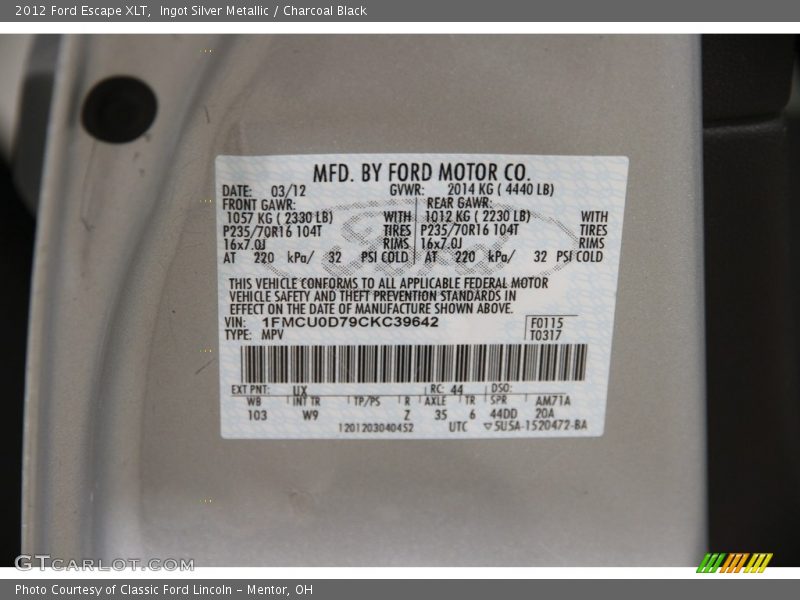 2012 Ford Escape XLT,  Ingot Silver Metallic / Charcoal Black
MFD. BY FORD MOTOR CO.
DATE: 03/12 GVWR: 2014 KG ( 4440 LB)
FRONT GAWR: REAR GAWR:
1057 KG ( 2330 LB) WITH 1012 KG ( 2230 LB) WITH
P235/70R16 104T TIRES P235/70R16 104T TIRES
16x7.0J RIMS 16x7.0J RIMS
AT 220 kPa/ 32 PSI COLD AT 220 kPa/ 32 PSI COLD
THIS VEHICLE CONFORMS TO ALL APPLICABLE FEDERAL MOTOR
VEHICLE SAFETY AND THEFT PREVENTION STANDARDS IN
EFFECT ON THE DATE OF MANUFACTURE SHOWN ABOVE.
VIN: 1FMCU0D79CKC39642 F0115
TYPE: MPV T0317
EXT PNT: UX RC: 44 DSO:
WB INT TR TP/PS R AXLE TR SPR AM71A
103 W9 Z 35 6 44DD 20A
12012030404S2 UTC ▽5U5A-1520472-BA
GTCARLOT.COM
Photo Courtesy of Classic Ford Lincoln - Mentor, OH